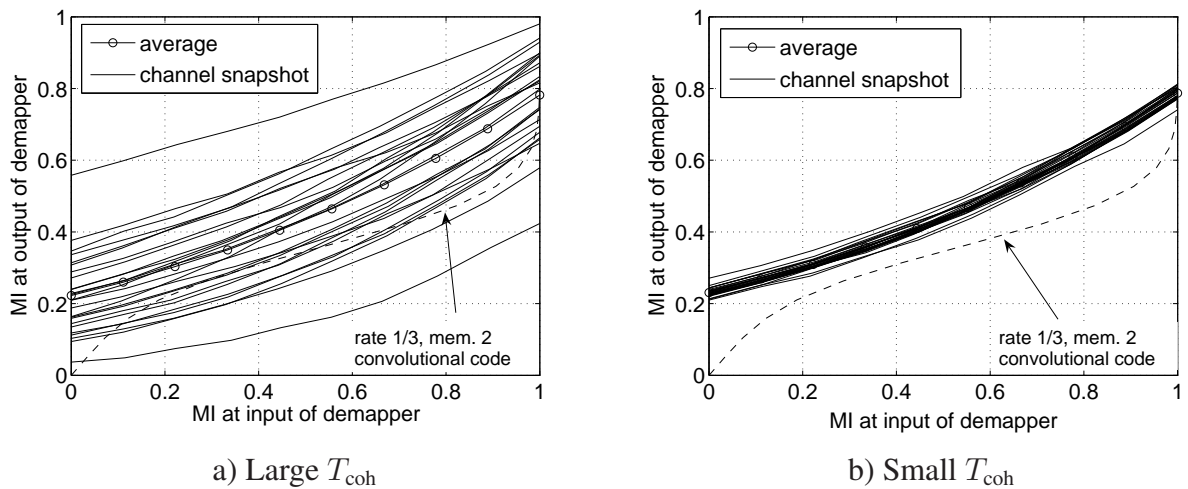 1
0.8
0.6
0.4
0.2
0
MI at output of demapper
average
channel snapshot
rate 1/3, mem. 2
convolutional code
0 0.2 0.4 0.6 0.8 1
MI at input of demapper
a) Large Tcoh
1
0.8
0.6
0.4
0.2
0
MI at output of demapper
average
channel snapshot
rate 1/3, mem. 2
convolutional code
0 0.2 0.4 0.6 0.8 1
MI at input of demapper
b) Small Tcoh